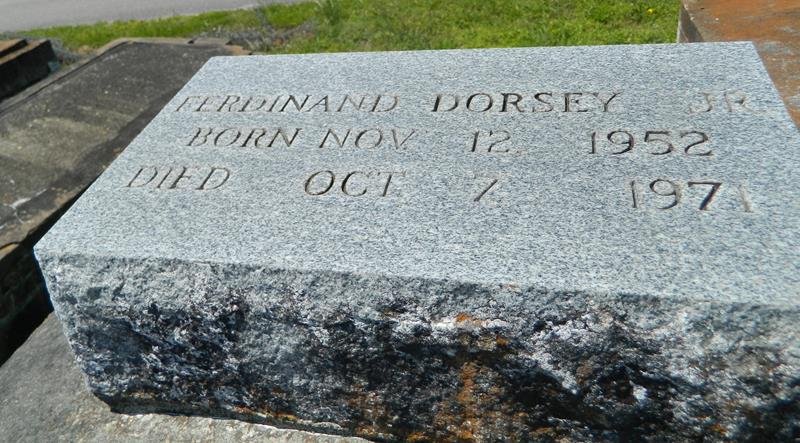 FERDINAND DORSEY JR.
BORN NOV. 12, 1952
DIED OCT. 7, 1971